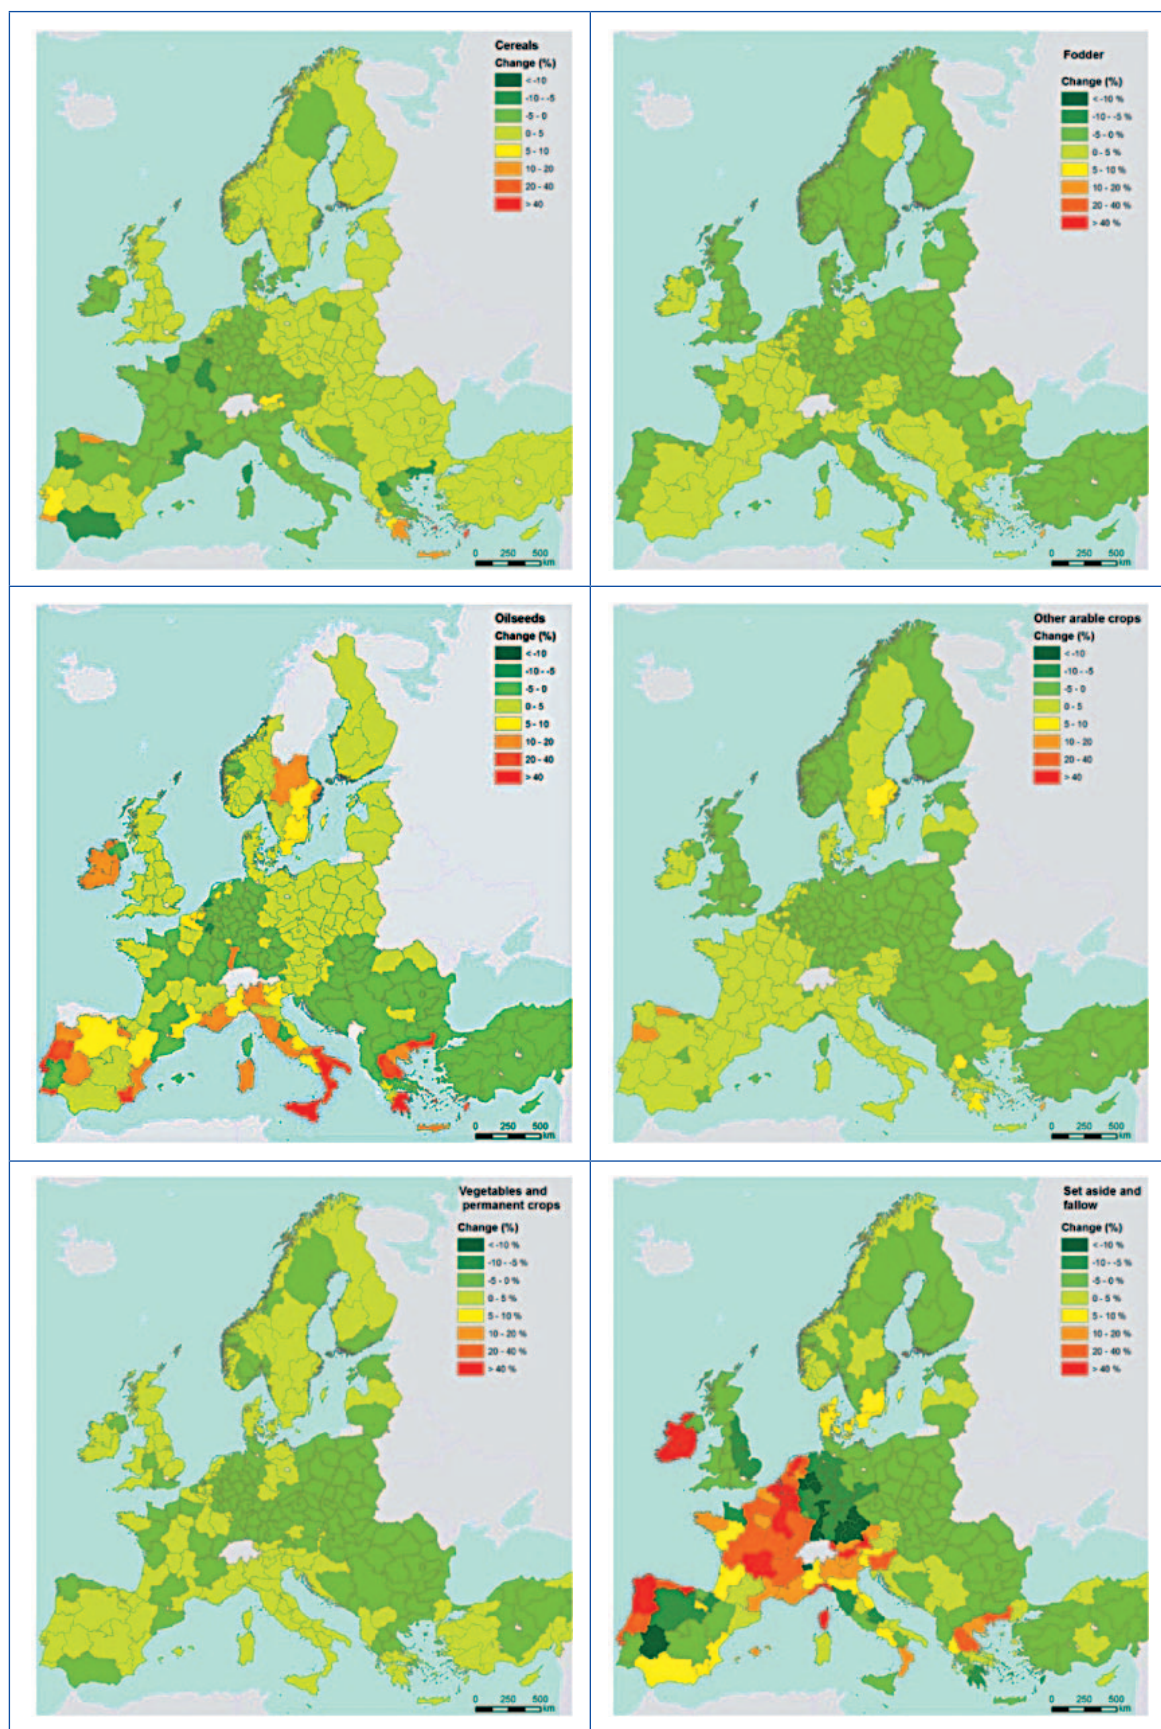 Cereals
Change (%)
< -10
-10 - -5
-5 - 0
0 - 5
5 - 10
10 - 20
20 - 40
> 40
0 250 500
km
Fodder
Change (%)
< -10 %
-10 - -5 %
-5 - 0 %
0 - 5 %
5 - 10 %
10 - 20 %
20 - 40 %
> 40 %
0 250 500
km
Oilseeds
Change (%)
< -10
-10 - -5
-5 - 0
0 - 5
5 - 10
10 - 20
20 - 40
> 40
0 250 500
km
Other arable crops
Change (%)
< -10
-10 - -5
-5 - 0
0 - 5
5 - 10
10 - 20
20 - 40
> 40
0 250 500
km
Vegetables and
permanent crops
Change (%)
< -10 %
-10 - -5 %
-5 - 0 %
0 - 5 %
5 - 10 %
10 - 20 %
20 - 40 %
> 40 %
0 250 500
km
Set aside and
fallow
Change (%)
< -10 %
-10 - -5 %
-5 - 0 %
0 - 5 %
5 - 10 %
10 - 20 %
20 - 40 %
> 40 %
0 250 500
km